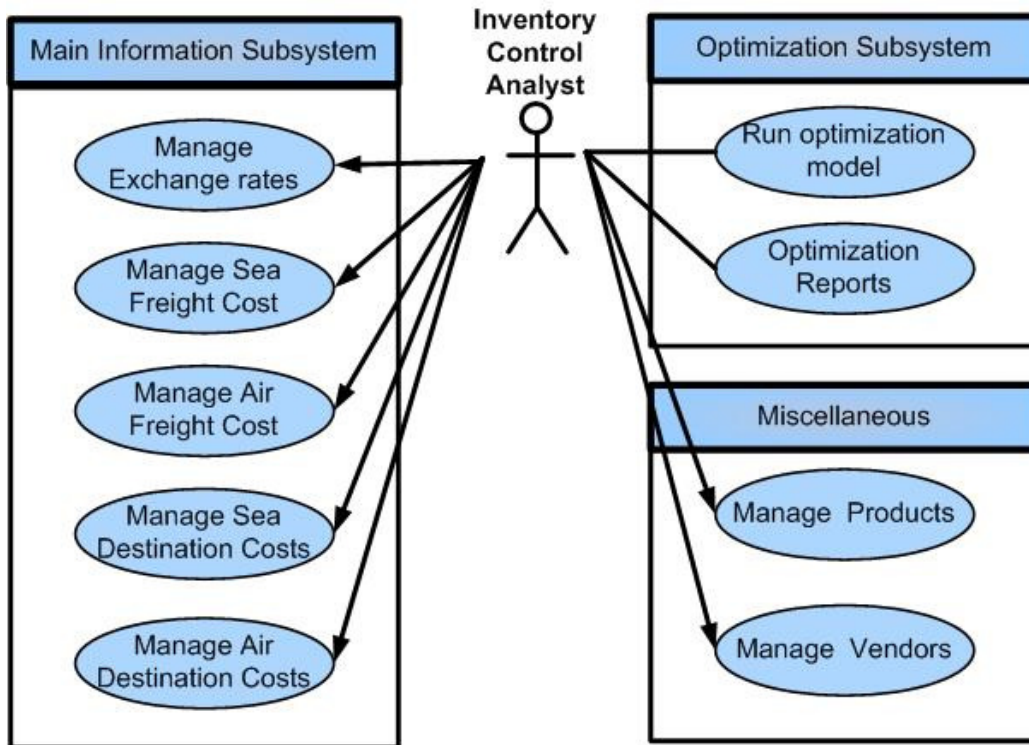 Main Information Subsystem
Manage
Exchange rates
Manage Sea
Freight Cost
Manage Air
Freight Cost
Manage Sea
Destination Costs
Manage Air
Destination Costs
Inventory
Control
Analyst
Optimization Subsystem
Run optimization
model
Optimization
Reports
Miscellaneous
Manage Products
Manage Vendors